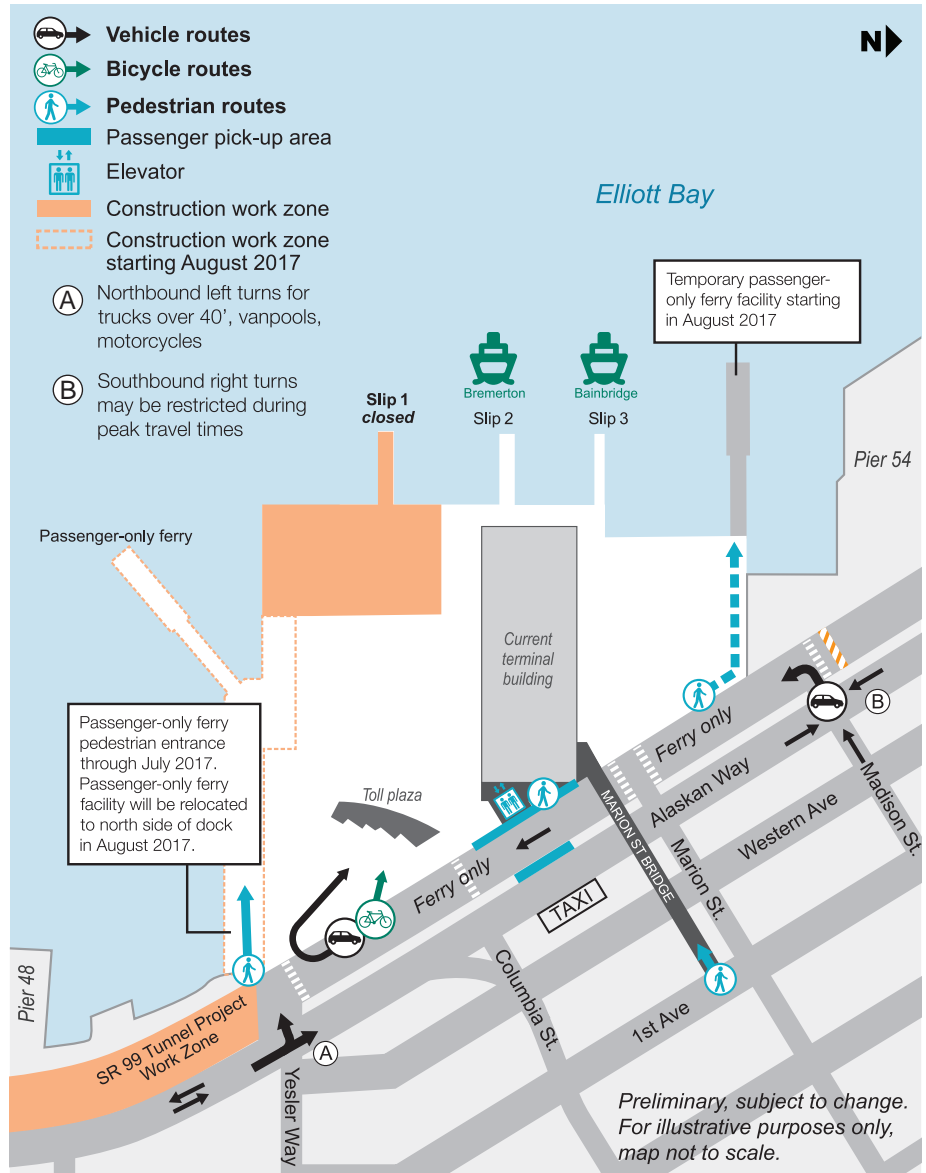 Vehicle routes
Bicycle routes
Pedestrian routes
Passenger pick-up area
Elevator
Construction work zone
Construction work zone
starting August 2017
A
Northbound left turns for
trucks over 40’, vanpools,
motorcycles
B
Southbound right turns
may be restricted during
peak travel times
N
Elliott Bay
Temporary passenger-
only ferry facility starting
in August 2017
Bremerton
Bainbridge
Slip 1
closed
Slip 2
Slip 3
Pier 54
Passenger-only ferry
Current
terminal
building
Passenger-only ferry
pedestrian entrance
through July 2017.
Passenger-only ferry
facility will be relocated
to north side of dock
in August 2017.
Toll plaza
Ferry only
B
Alaskan Way
Madison St.
Western Ave
MARION ST BRIDGE
Marion St.
Ferry only
TAXI
Columbia St.
1st Ave
Pier 48
SR 99 Tunnel Project
Work Zone
A
Yesler Way
Preliminary, subject to change.
For illustrative purposes only,
map not to scale.